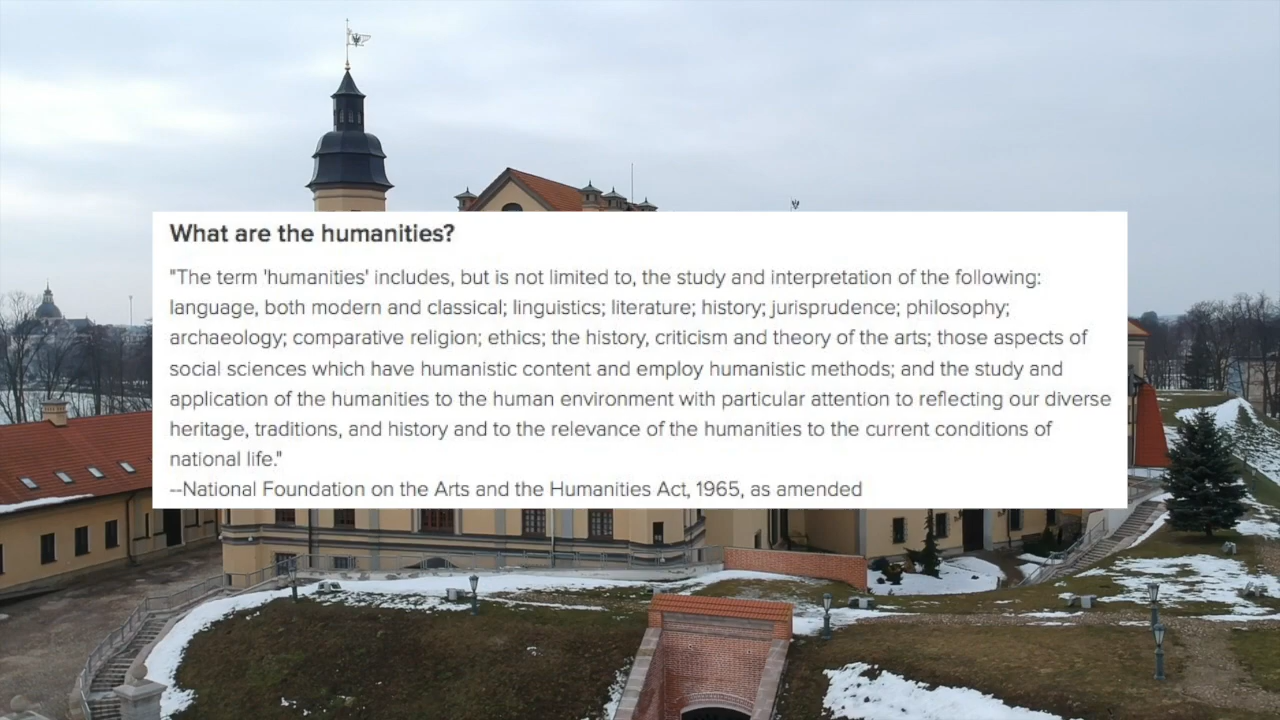 What are the humanities?
"The term 'humanities' includes, but is not limited to, the study and interpretation of the following:
language, both modern and classical; linguistics; literature; history; jurisprudence; philosophy;
archaeology; comparative religion; ethics; the history, criticism and theory of the arts; those aspects of
social sciences which have humanistic content and employ humanistic methods; and the study and
application of the humanities to the human environment with particular attention to reflecting our diverse
heritage, traditions, and history and to the relevance of the humanities to the current conditions of
national life."
--National Foundation on the Arts and the Humanities Act, 1965, as amended